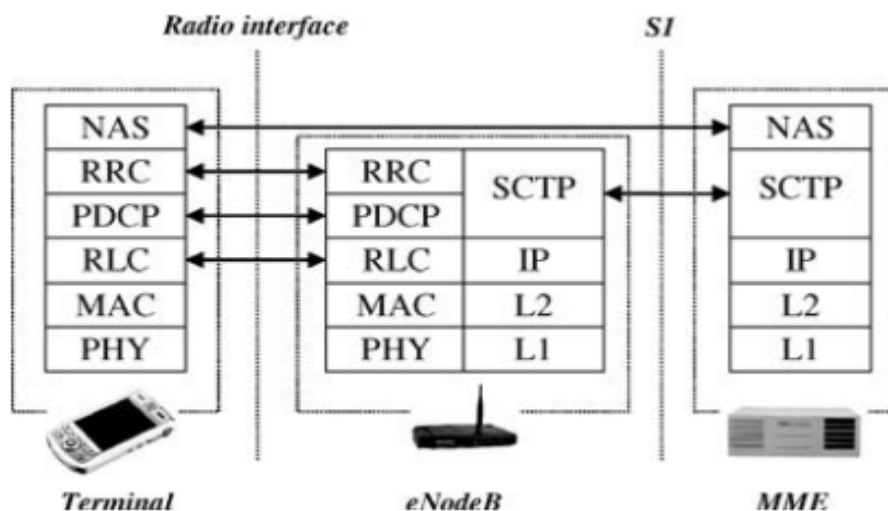 Radio interface S1
NAS NAS
RRC RRC SCTP SCTP
PDCP PDCP
RLC RLC IP IP
MAC MAC L2 L2
PHY PHY L1 L1
Terminal eNodeB MME